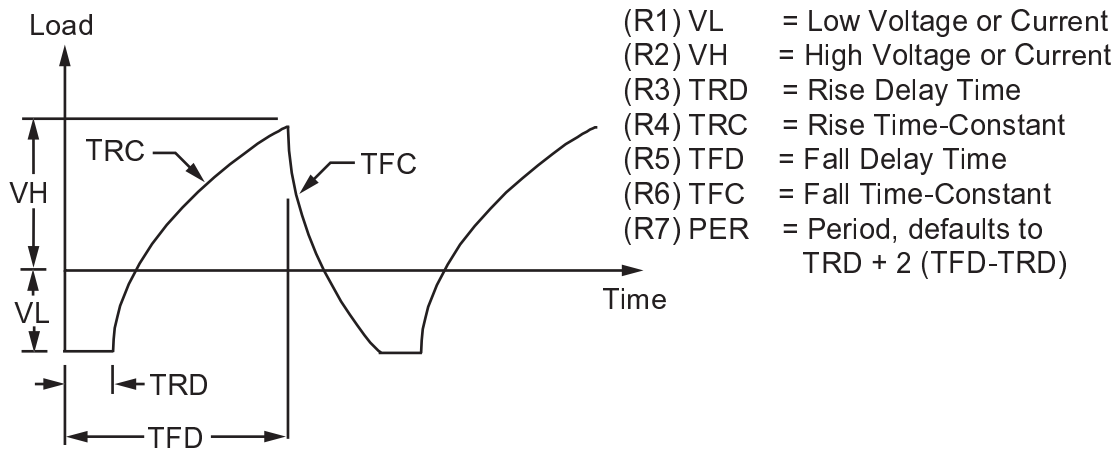 Load
TRC
TFC
VH
VL
Time
TRD
TFD
(R1) VL = Low Voltage or Current
(R2) VH = High Voltage or Current
(R3) TRD = Rise Delay Time
(R4) TRC = Rise Time-Constant
(R5) TFD = Fall Delay Time
(R6) TFC = Fall Time-Constant
(R7) PER = Period, defaults to
TRD + 2 (TFD-TRD)